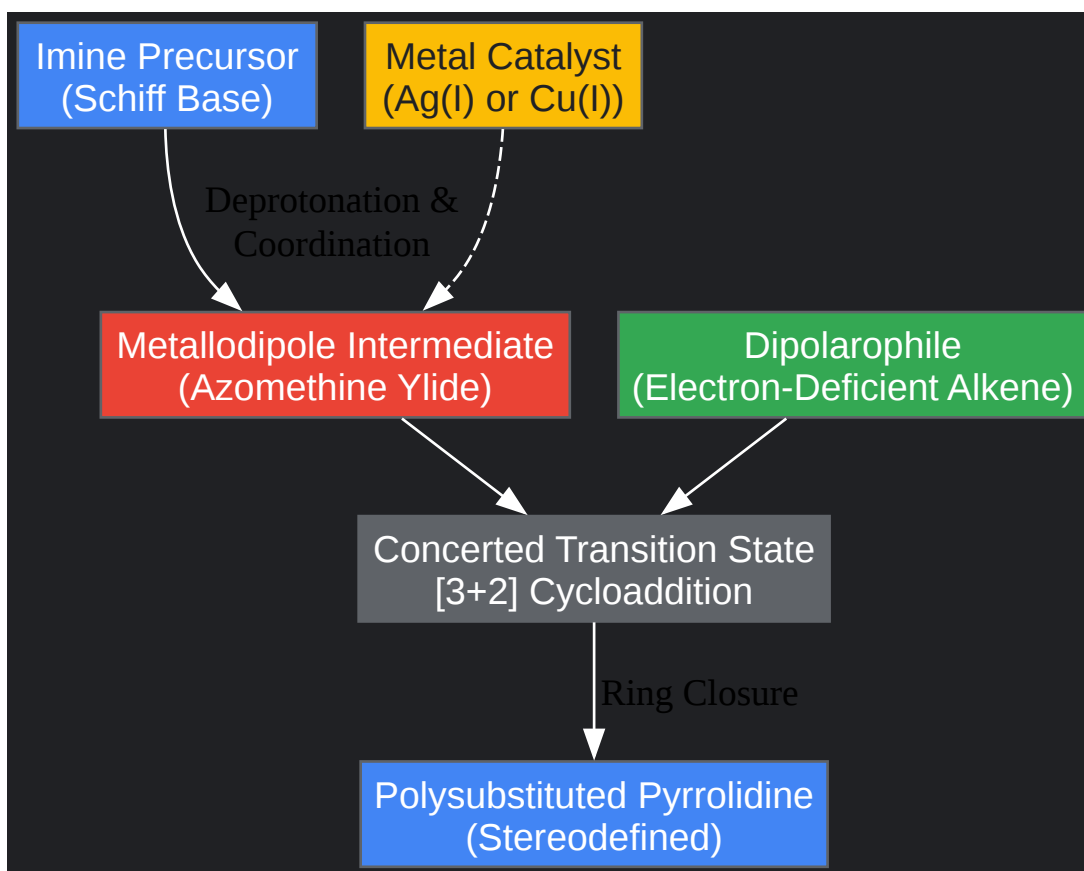 Imine Precursor
(Schiff Base)
Metal Catalyst
(Ag(I) or Cu(I))
Deprotonation &
Coordination
Metallodipole Intermediate
(Azomethine Ylide)
Dipolarophile
(Electron-Deficient Alkene)
Concerted Transition State
[3+2] Cycloaddition
Ring Closure
Polysubstituted Pyrrolidine
(Stereodefined)